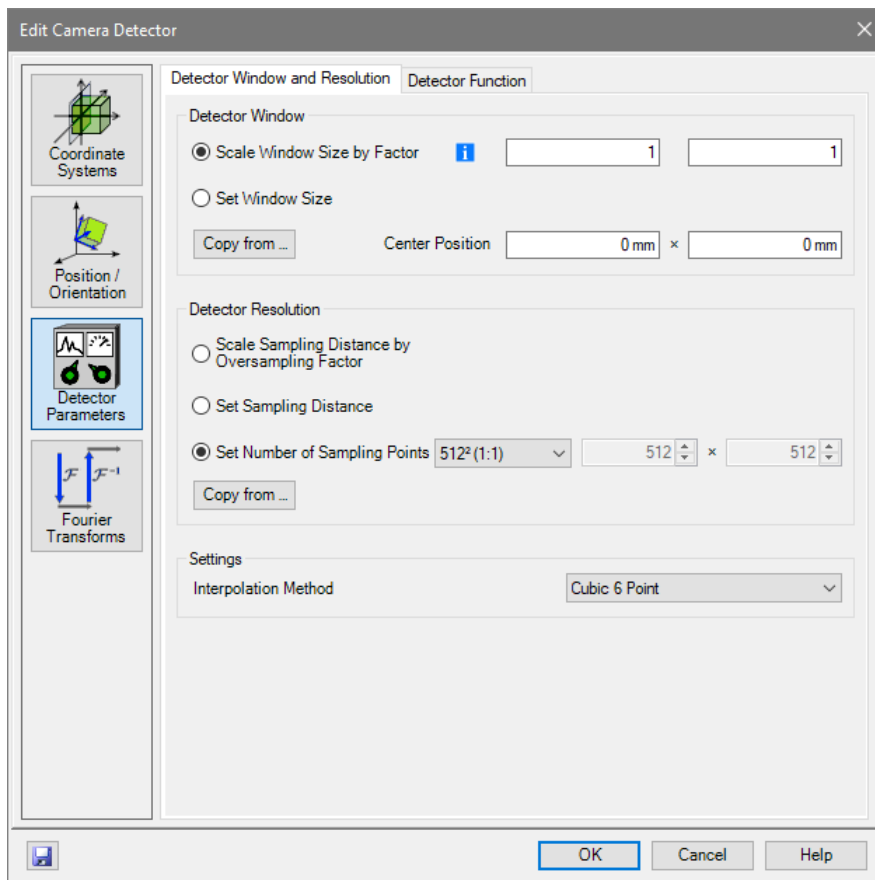 Edit Camera Detector
Coordinate
Systems
Position /
Orientation
Detector
Parameters
ℱ ℱ⁻¹
Fourier
Transforms
Detector Window and Resolution Detector Function
Detector Window
Scale Window Size by Factor i 1 1
Set Window Size
Copy from ... Center Position 0 mm × 0 mm
Detector Resolution
Scale Sampling Distance by
Oversampling Factor
Set Sampling Distance
Set Number of Sampling Points 512² (1:1) 512 × 512
Copy from ...
Settings
Interpolation Method Cubic 6 Point
OK Cancel Help